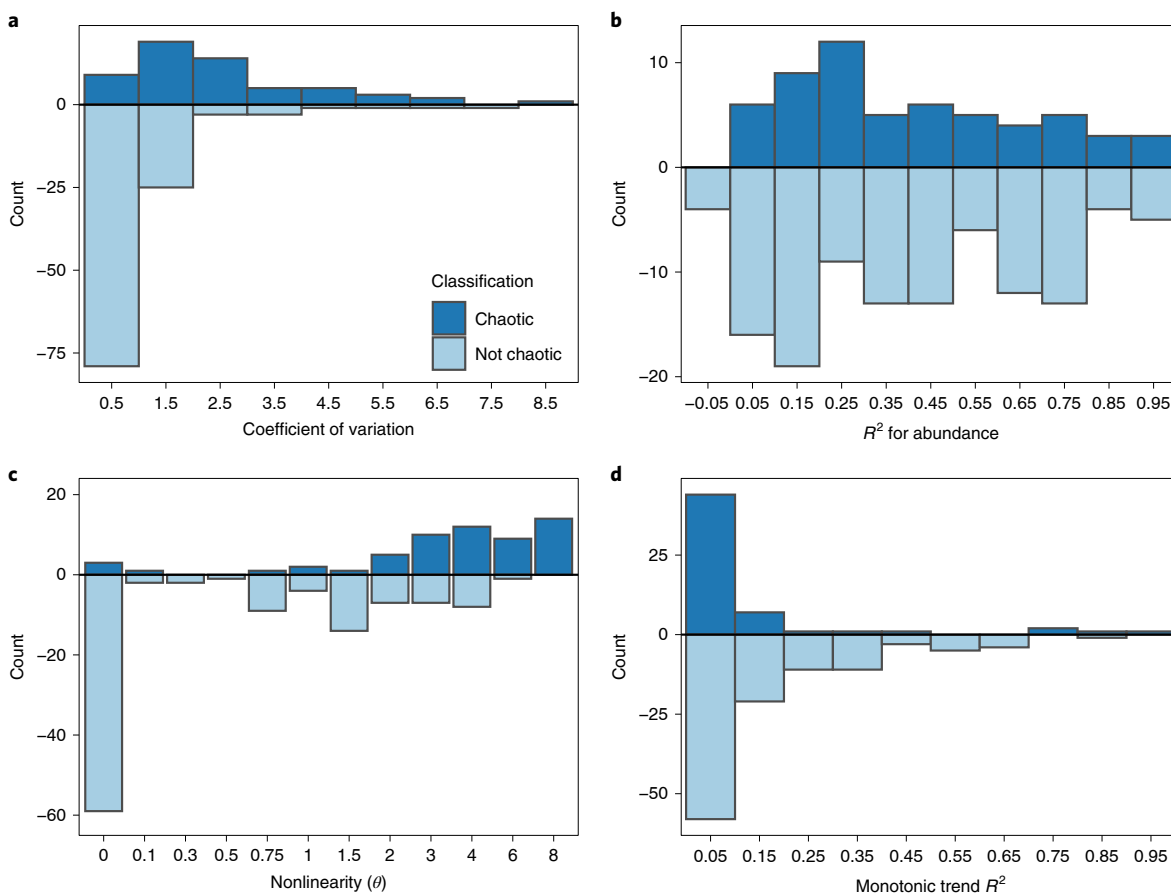 a
0
−25
−50
−75
Count
Classification
Chaotic
Not chaotic
0.5 1.5 2.5 3.5 4.5 5.5 6.5 7.5 8.5
Coefficient of variation
b
10
0
−10
−20
Count
−0.05 0.05 0.15 0.25 0.35 0.45 0.55 0.65 0.75 0.85 0.95
R² for abundance
c
20
0
−20
−40
−60
Count
0 0.1 0.3 0.5 0.75 1 1.5 2 3 4 6 8
Nonlinearity (θ)
d
25
0
−25
−50
Count
0.05 0.15 0.25 0.35 0.45 0.55 0.65 0.75 0.85 0.95
Monotonic trend R²